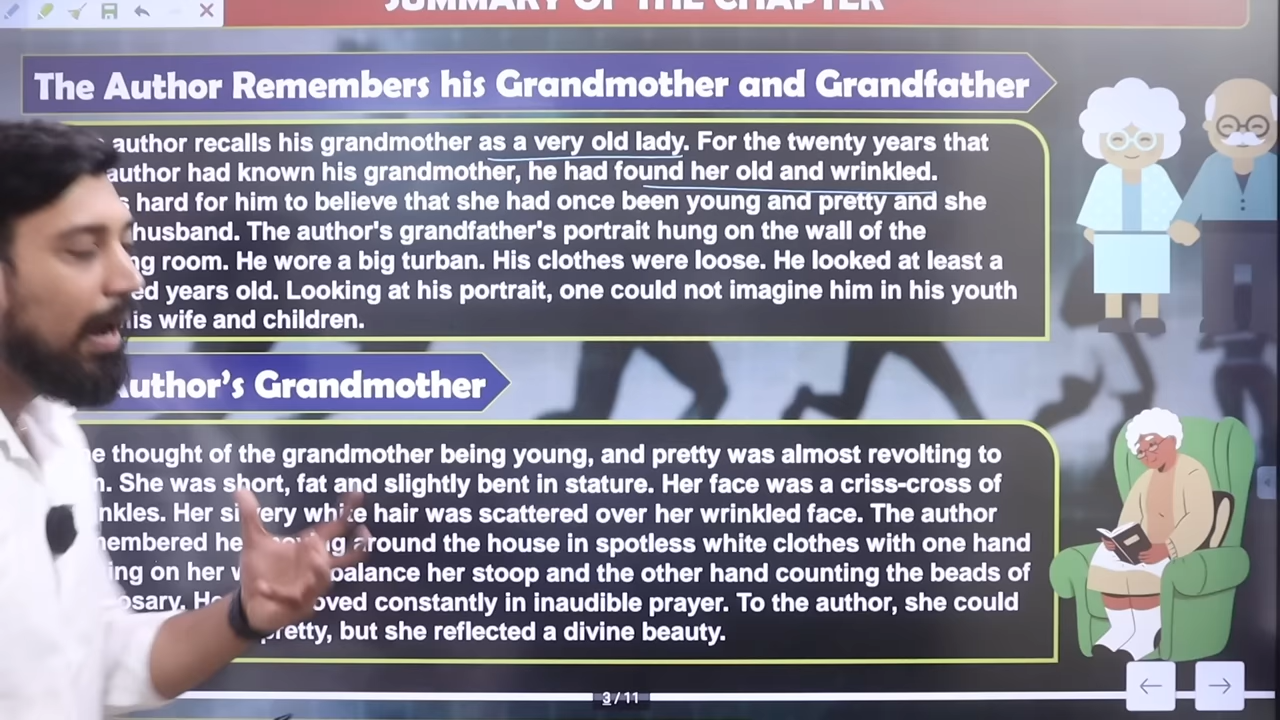 SUMMARY OF THE CHAPTER
The Author Remembers his Grandmother and Grandfather
author recalls his grandmother as a very old lady. For the twenty years that
author had known his grandmother, he had found her old and wrinkled.
hard for him to believe that she had once been young and pretty and she
husband. The author's grandfather's portrait hung on the wall of the
room. He wore a big turban. His clothes were loose. He looked at least a
years old. Looking at his portrait, one could not imagine him in his youth
wife and children.
Author's Grandmother
thought of the grandmother being young, and pretty was almost revolting to
She was short, fat and slightly bent in stature. Her face was a criss-cross of
Her silvery white hair was scattered over her wrinkled face. The author
around the house in spotless white clothes with one hand
on her balance her stoop and the other hand counting the beads of
constantly in inaudible prayer. To the author, she could
pretty, but she reflected a divine beauty.
3 / 11